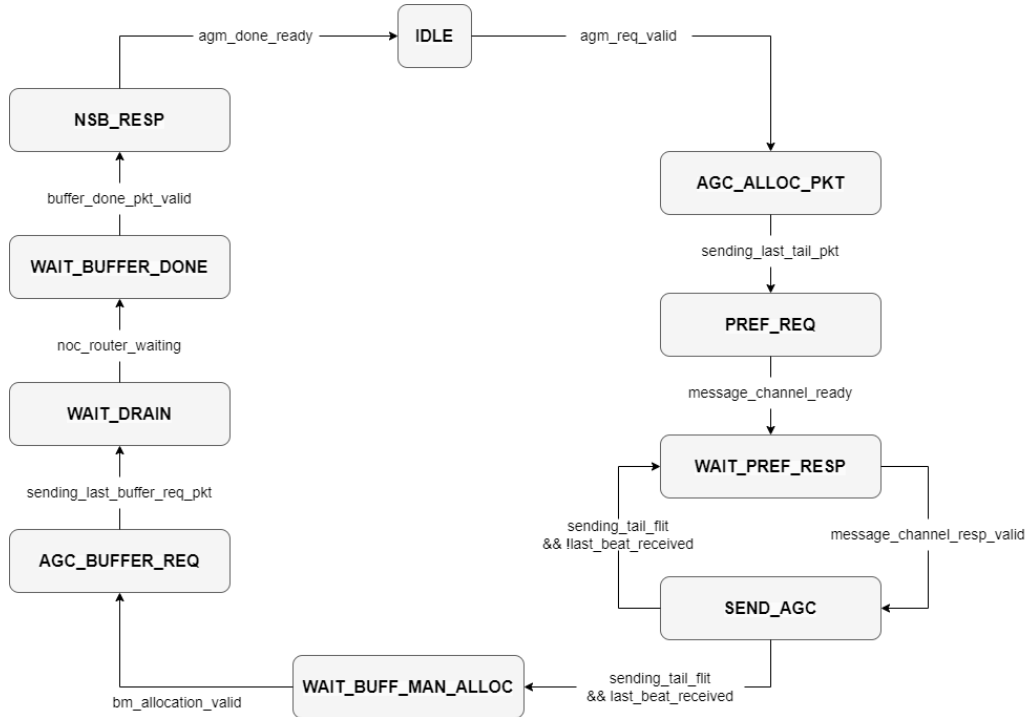 IDLE
agm_done_ready
agm_req_valid
NSB_RESP
AGC_ALLOC_PKT
buffer_done_pkt_valid
sending_last_tail_pkt
WAIT_BUFFER_DONE
PREF_REQ
noc_router_waiting
message_channel_ready
WAIT_DRAIN
WAIT_PREF_RESP
sending_last_buffer_req_pkt
sending_tail_flit
&& !last_beat_received
message_channel_resp_valid
AGC_BUFFER_REQ
SEND_AGC
WAIT_BUFF_MAN_ALLOC
sending_tail_flit
&& last_beat_received
bm_allocation_valid